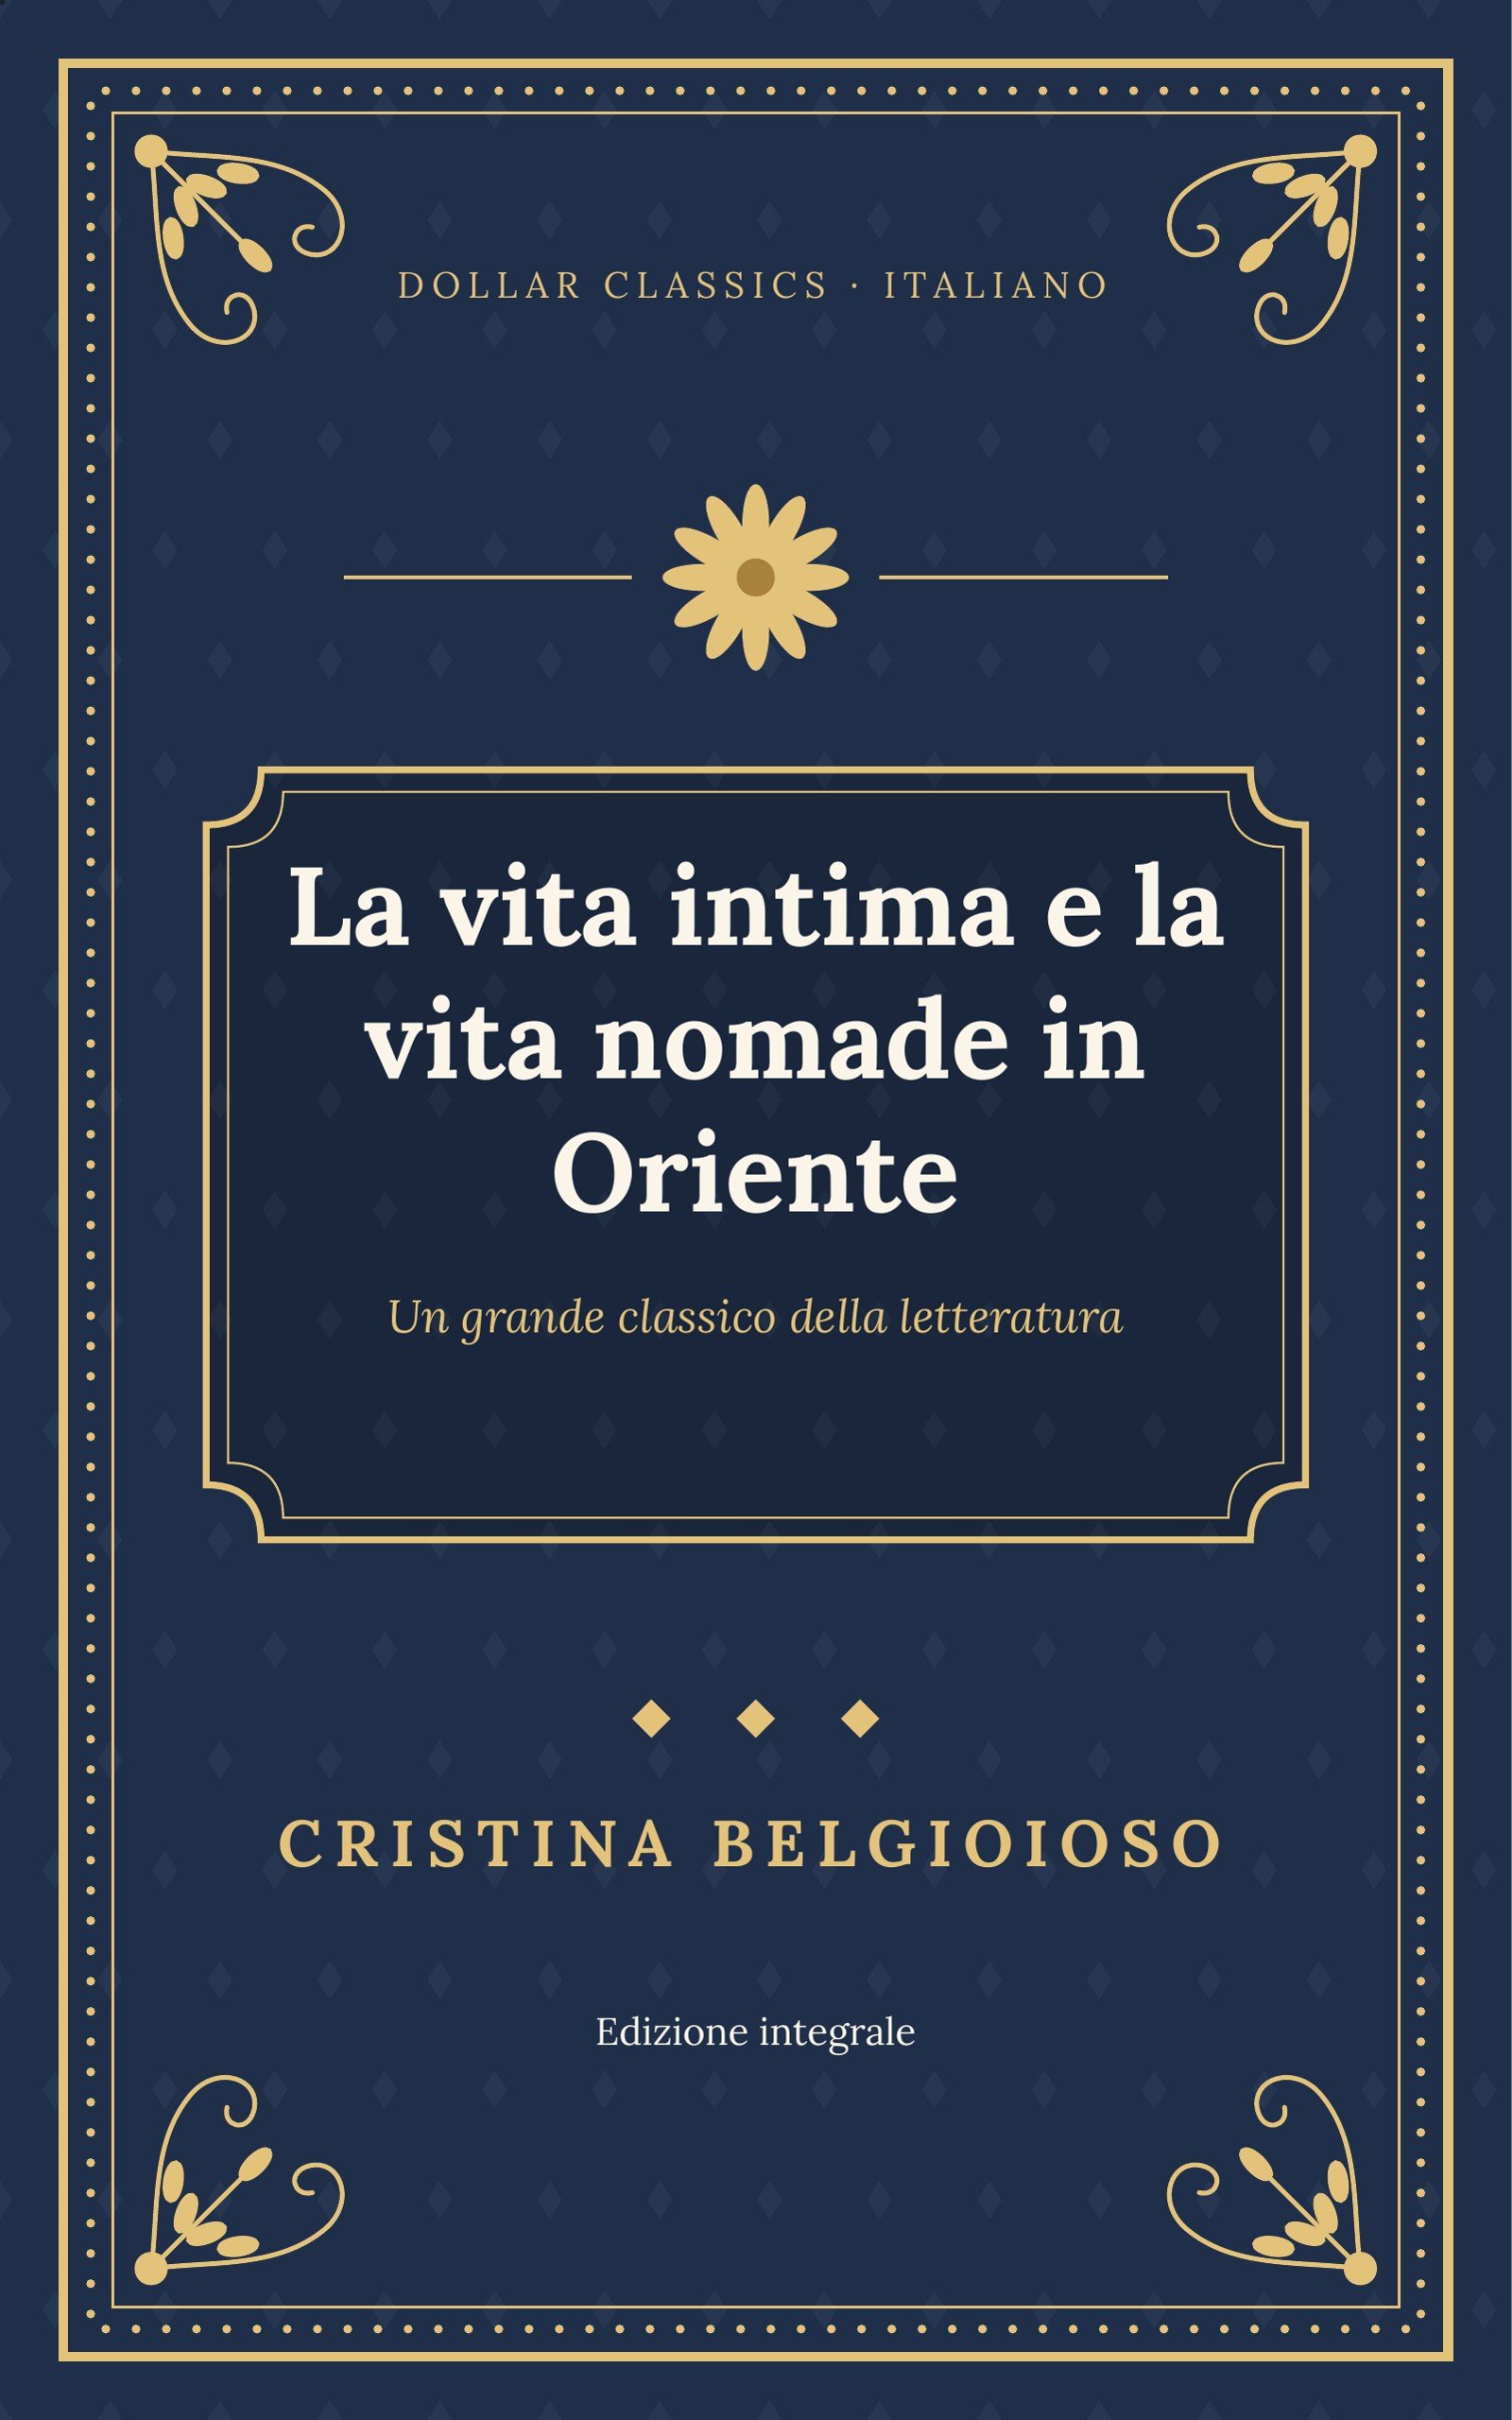 DOLLAR CLASSICS · ITALIANO
La vita intima e la
vita nomade in
Oriente
Un grande classico della letteratura
CRISTINA BELGIOIOSO
Edizione integrale